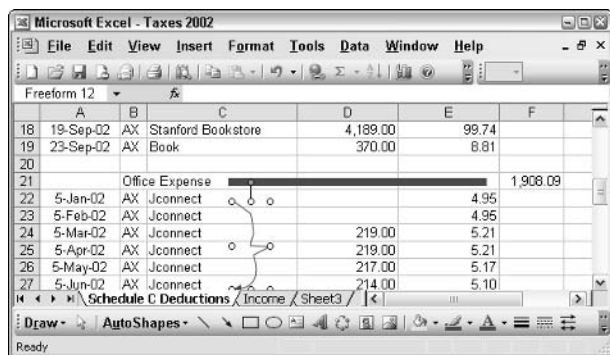 Microsoft Excel - Taxes 2002
File Edit View Insert Format Tools Data Window Help
Freeform 12 fx
A B C D E F
18 19-Sep-02 AX Stanford Bookstore 4,189.00 99.74
19 23-Sep-02 AX Book 370.00 8.81
20
21 Office Expense 1,908.09
22 5-Jan-02 AX Jconnect 4.95
23 5-Feb-02 AX Jconnect 4.95
24 5-Mar-02 AX Jconnect 219.00 5.21
25 5-Apr-02 AX Jconnect 219.00 5.21
26 5-May-02 AX Jconnect 217.00 5.17
27 5-Jun-02 AX Jconnect 214.00 5.10
Schedule C Deductions Income Sheet3
Draw AutoShapes A A
Ready